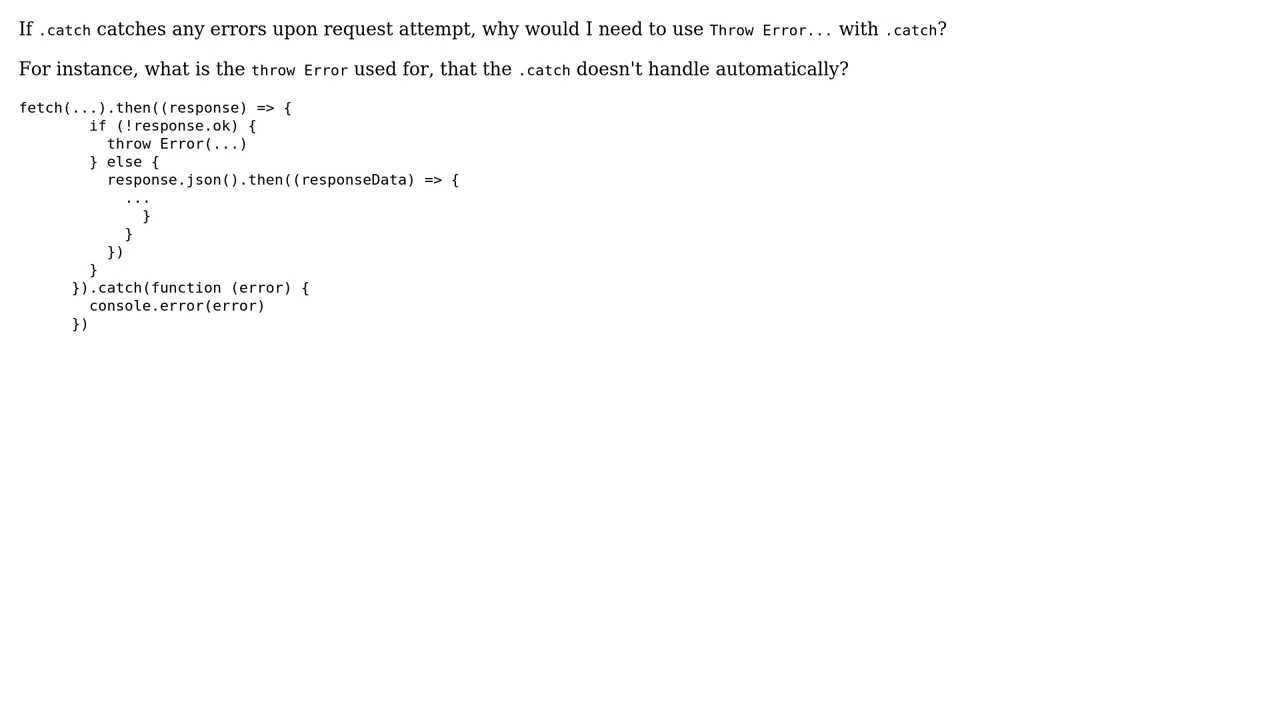 If .catch catches any errors upon request attempt, why would I need to use Throw Error... with .catch?
For instance, what is the throw Error used for, that the .catch doesn't handle automatically?
fetch(...).then((response) => {
        if (!response.ok) {
          throw Error(...)
        } else {
          response.json().then((responseData) => {
            ...
              }
            }
          })
        }
      }).catch(function (error) {
        console.error(error)
      })